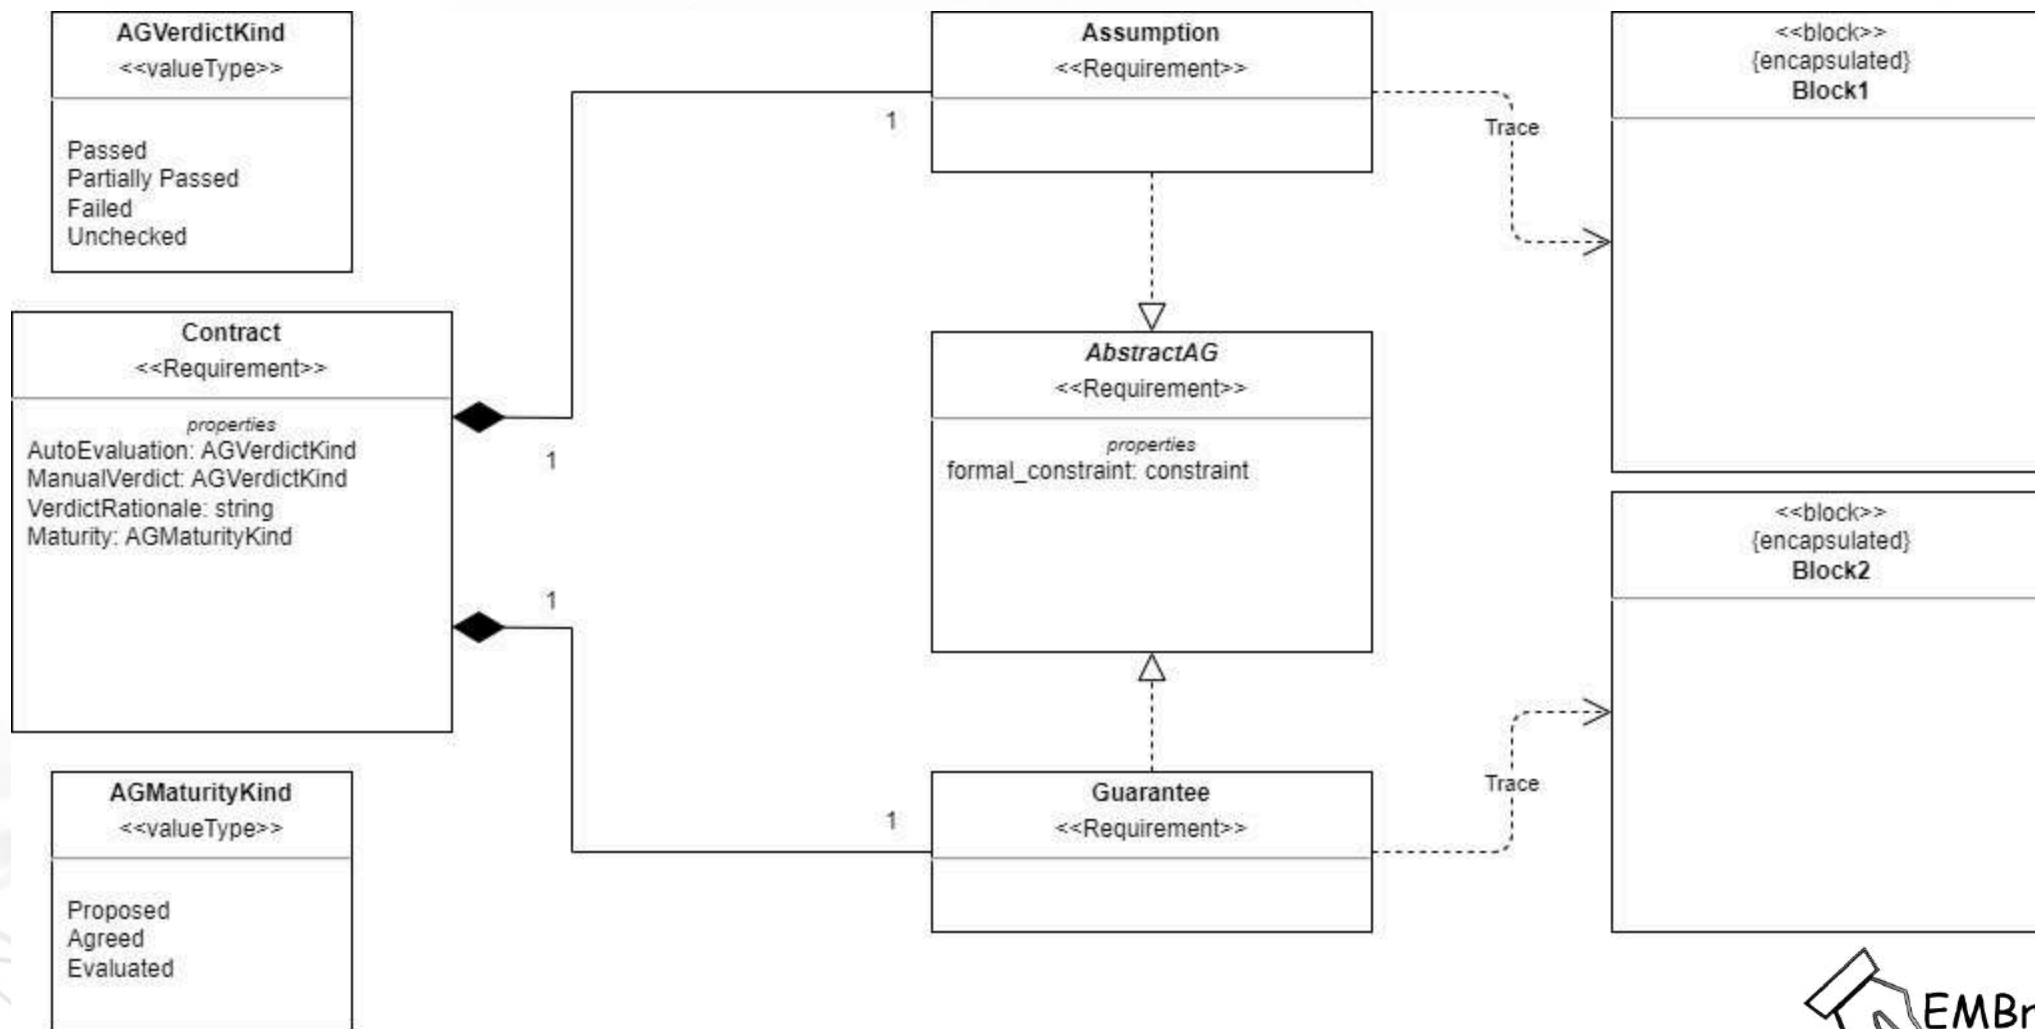 AGVerdictKind
<<valueType>>
Passed
Partially Passed
Failed
Unchecked
Contract
<<Requirement>>
properties
AutoEvaluation: AGVerdictKind
ManualVerdict: AGVerdictKind
VerdictRationale: string
Maturity: AGMaturityKind
AGMaturityKind
<<valueType>>
Proposed
Agreed
Evaluated
1
1
1
1
Assumption
<<Requirement>>
AbstractAG
<<Requirement>>
properties
formal_constraint: constraint
Guarantee
<<Requirement>>
Trace
Trace
<<block>>
{encapsulated}
Block1
<<block>>
{encapsulated}
Block2